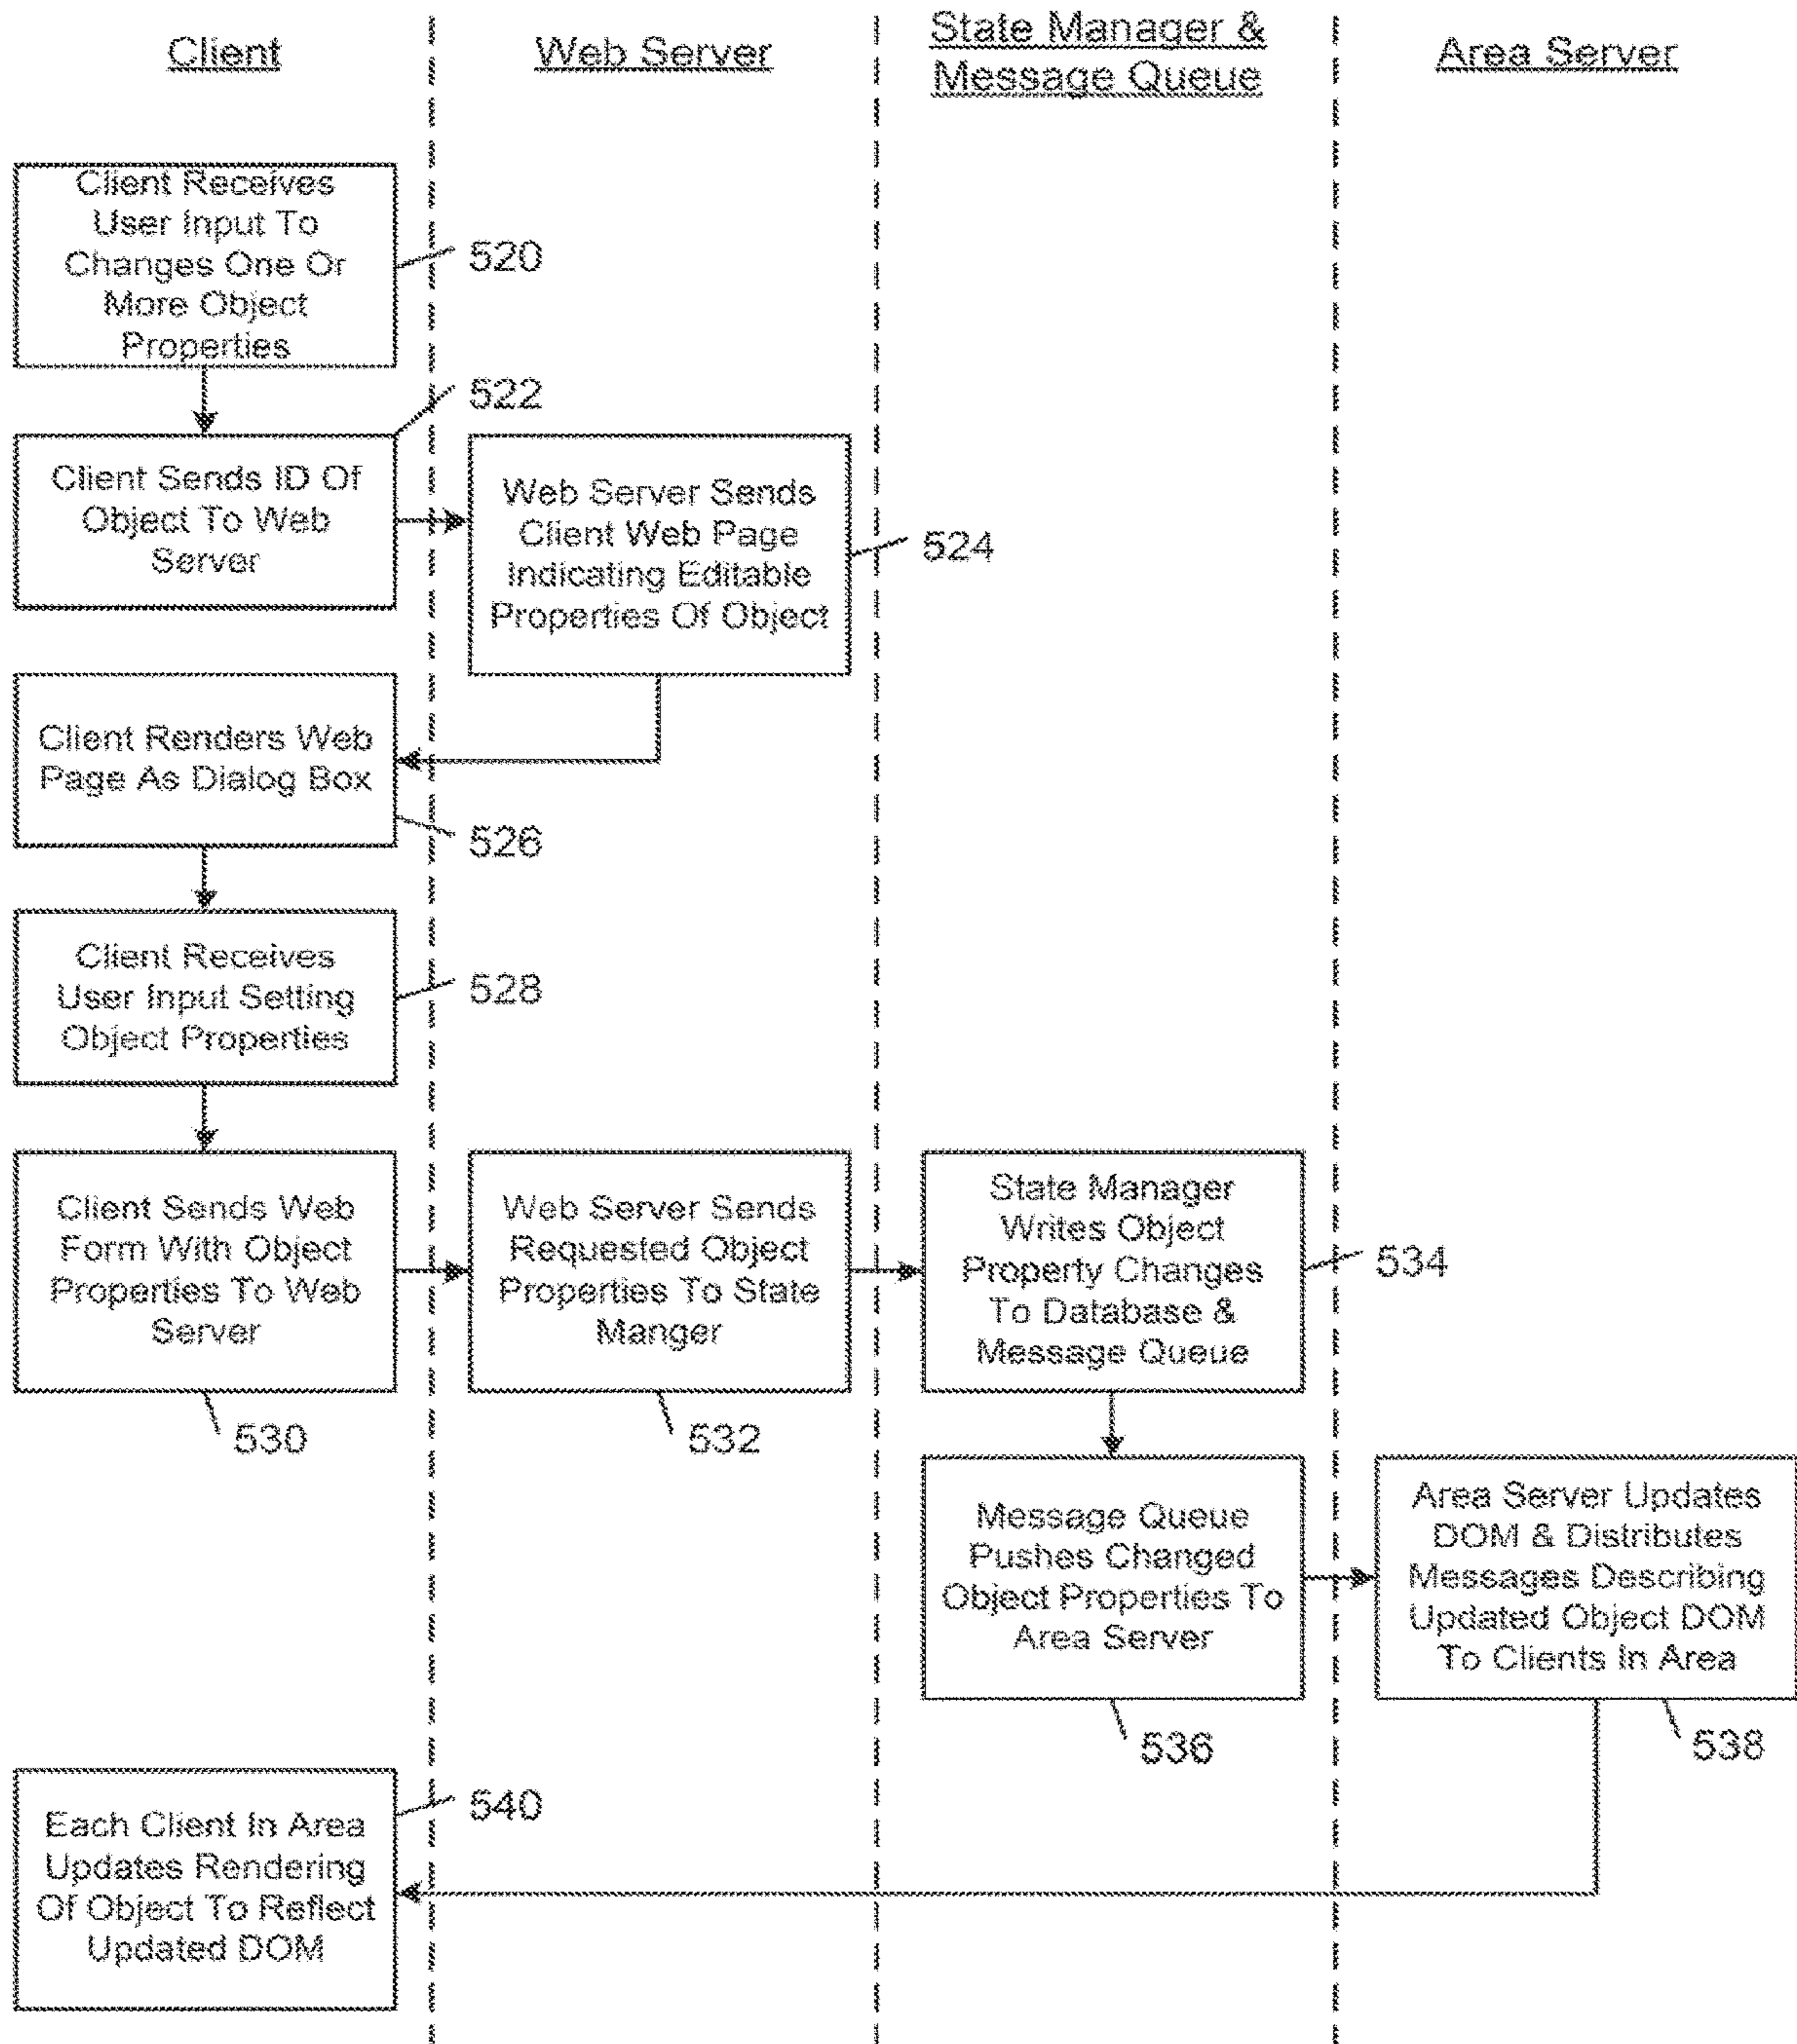 Client
Web Server
State Manager &
Message Queue
Area Server
Client Receives
User Input To
Changes One Or
More Object
Properties
520
522
Client Sends ID Of
Object To Web
Server
Web Server Sends
Client Web Page
Indicating Editable
Properties Of Object
524
Client Renders Web
Page As Dialog Box
526
Client Receives
User Input Setting
Object Properties
528
Client Sends Web
Form With Object
Properties To Web
Server
530
Web Server Sends
Requested Object
Properties To State
Manger
532
State Manager
Writes Object
Property Changes
To Database &
Message Queue
534
Message Queue
Pushes Changed
Object Properties To
Area Server
536
Area Server Updates
DOM & Distributes
Messages Describing
Updated Object DOM
To Clients In Area
538
Each Client In Area
Updates Rendering
Of Object To Reflect
Updated DOM
540